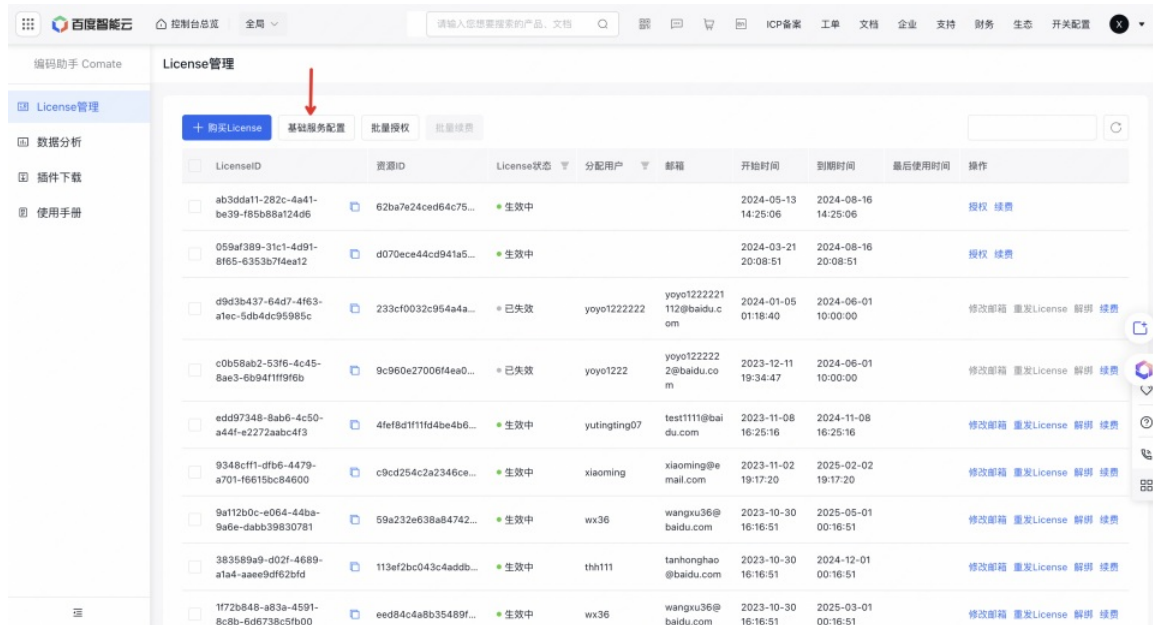 百度智能云 控制台总览 全局 请输入您想要搜索的产品、文档 ICP备案 工单 文档 企业 支持 财务 生态 开关配置 X
编码助手 Comate
License管理
License管理
数据分析
插件下载
使用手册
+ 购买License 基础服务配置 批量授权 批量续费
LicenseID 资源ID License状态 分配用户 邮箱 开始时间 到期时间 最后使用时间 操作
ab3dda11-282c-4a41- 2024-05-13 2024-08-16
be39-f85b88a124d6 62ba7e24ced64c75... 生效中 14:25:06 14:25:06 授权 续费
059af389-31c1-4d91- 2024-03-21 2024-08-16
8f65-6353b7f4ea12 d070ece44cd941a5... 生效中 20:08:51 20:08:51 授权 续费
d9d3b437-64d7-4f63- yoyo1222221 2024-01-05 2024-06-01
a1ec-5db4dc95985c 233cf0032c954a4a... 已失效 yoyo1222222 112@baidu.c 01:18:40 10:00:00 修改邮箱 重发License 解绑 续费
om
c0b58ab2-53f6-4c45- yoyo122222 2023-12-11 2024-06-01
8ae3-6b94f1ff9f6b 9c960e27006f4ea0... 已失效 yoyo1222 2@baidu.co 19:34:47 10:00:00 修改邮箱 重发License 解绑 续费
m
edd97348-8ab6-4c50- test1111@bai 2023-11-08 2024-11-08
a44f-e2272aabc4f3 4fef8d1f11fd4be4b6... 生效中 yutingting07 du.com 16:25:16 16:25:16 修改邮箱 重发License 解绑 续费
9348cff1-dfb6-4479- xiaoming@e 2023-11-02 2025-02-02
a701-f6615bc84600 c9cd254c2a2346ce... 生效中 xiaoming mail.com 19:17:20 19:17:20 修改邮箱 重发License 解绑 续费
9a112b0c-e064-44ba- wangxu36@ 2023-10-30 2025-05-01
9a6e-dabb39830781 59a232e638a84742... 生效中 wx36 baidu.com 16:16:51 00:16:51 修改邮箱 重发License 解绑 续费
383589a9-d02f-4689- tanhonghao 2023-10-30 2024-12-01
a1a4-aaee9df62bfd 113ef2bc043c4addb... 生效中 thh111 @baidu.com 16:16:51 00:16:51 修改邮箱 重发License 解绑 续费
1f72b848-a83a-4591- wangxu36@ 2023-10-30 2025-03-01
8c8b-6d6738c5fb00 eed84c4a8b35489f... 生效中 wx36 baidu.com 16:16:51 00:16:51 修改邮箱 重发License 解绑 续费